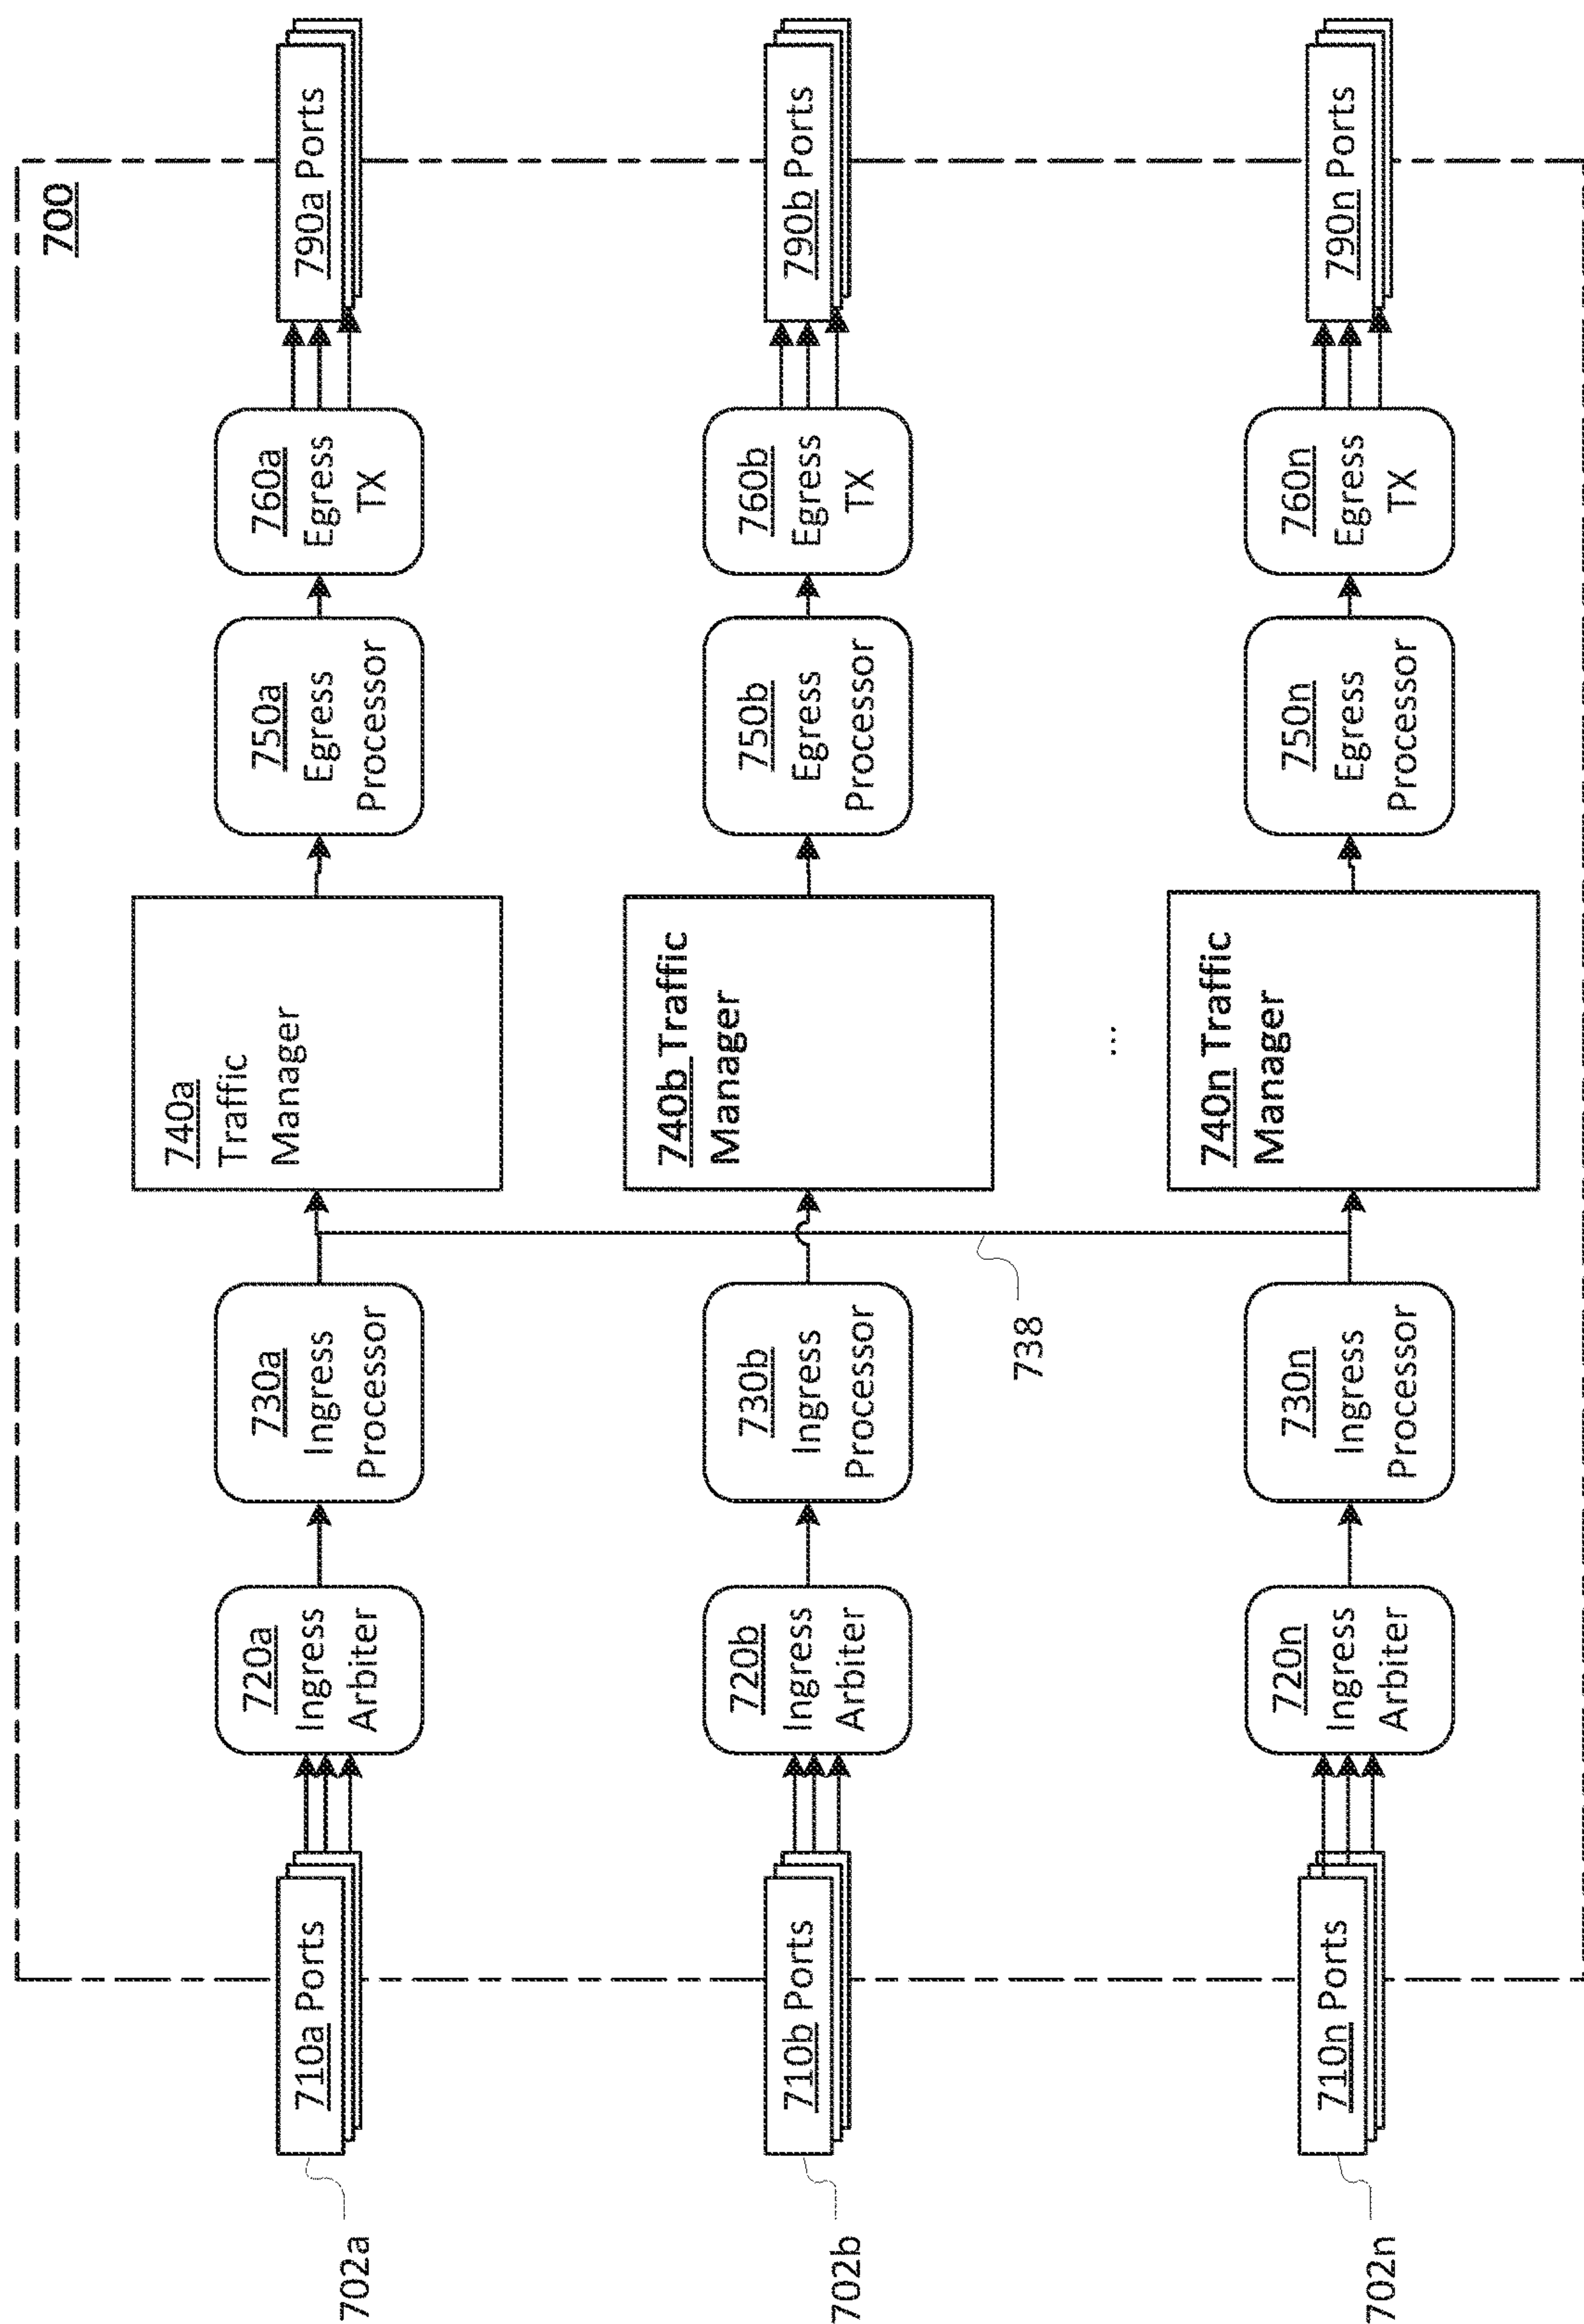 700
702a
710a Ports
720a
Ingress
Arbiter
730a
Ingress
Processor
740a
Traffic
Manager
750a
Egress
Processor
760a
Egress
TX
790a Ports
702b
710b Ports
720b
Ingress
Arbiter
730b
Ingress
Processor
740b Traffic
Manager
750b
Egress
Processor
760b
Egress
TX
790b Ports
738
...
702n
710n Ports
720n
Ingress
Arbiter
730n
Ingress
Processor
740n Traffic
Manager
750n
Egress
Processor
760n
Egress
TX
790n Ports